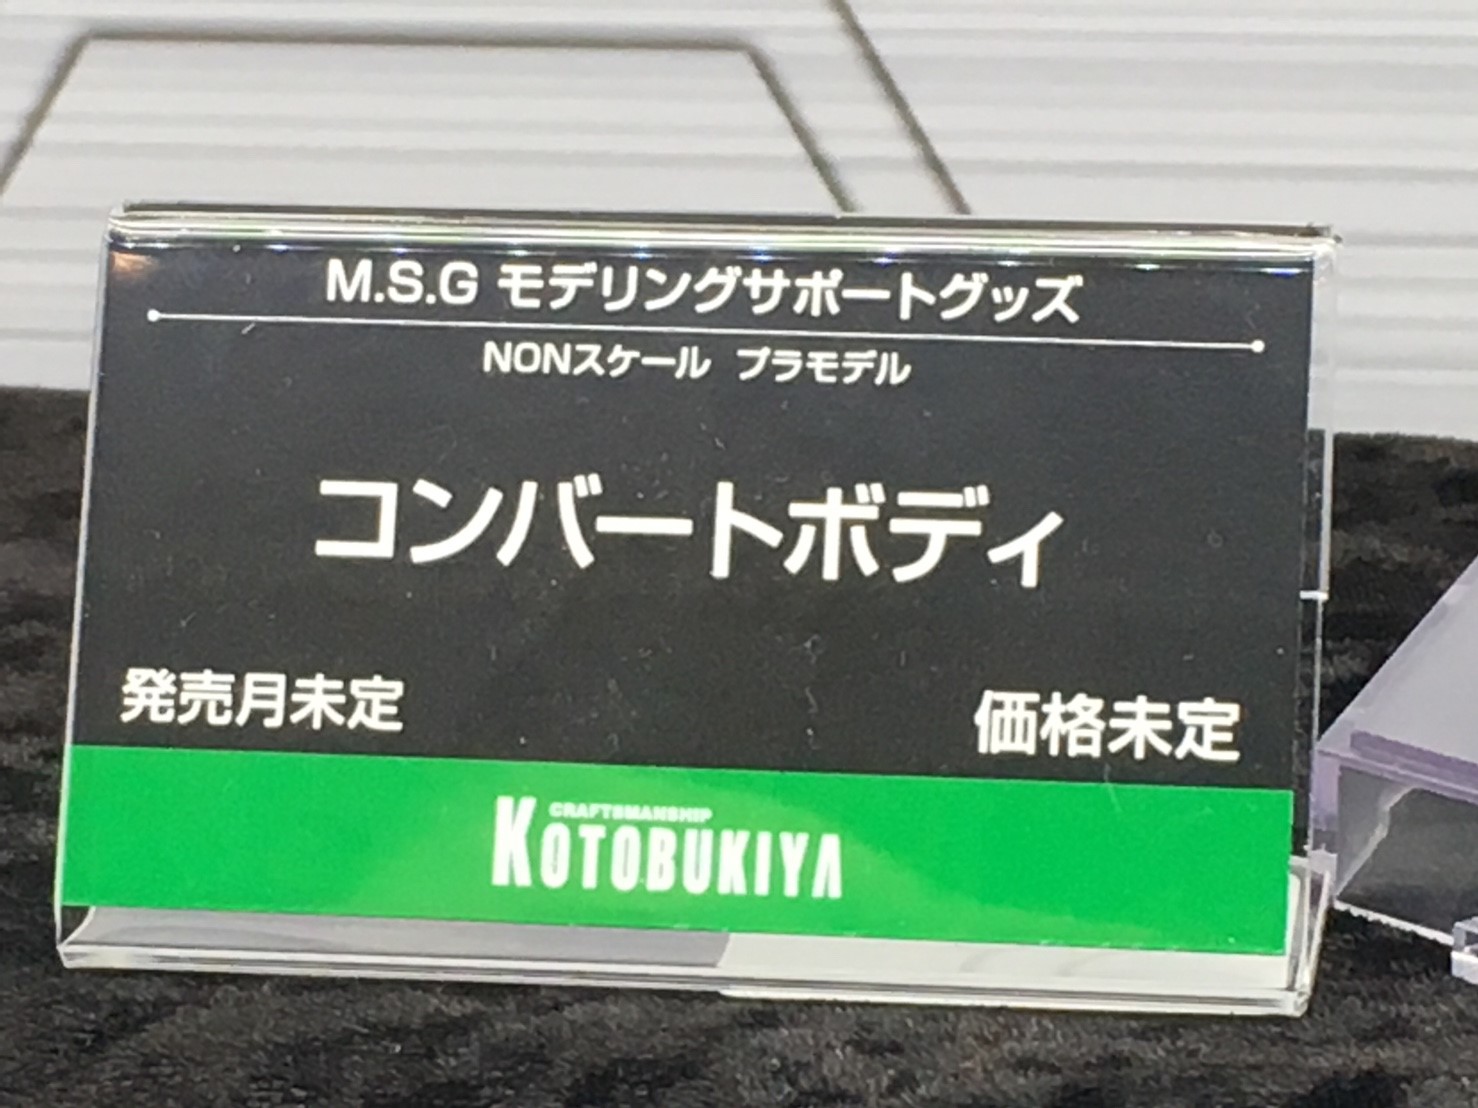 M.S.G モデリングサポートグッズ
NONスケール プラモデル
コンバートボディ
発売月未定
価格未定
CRAFTSMANSHIP
KOTOBUKIYA